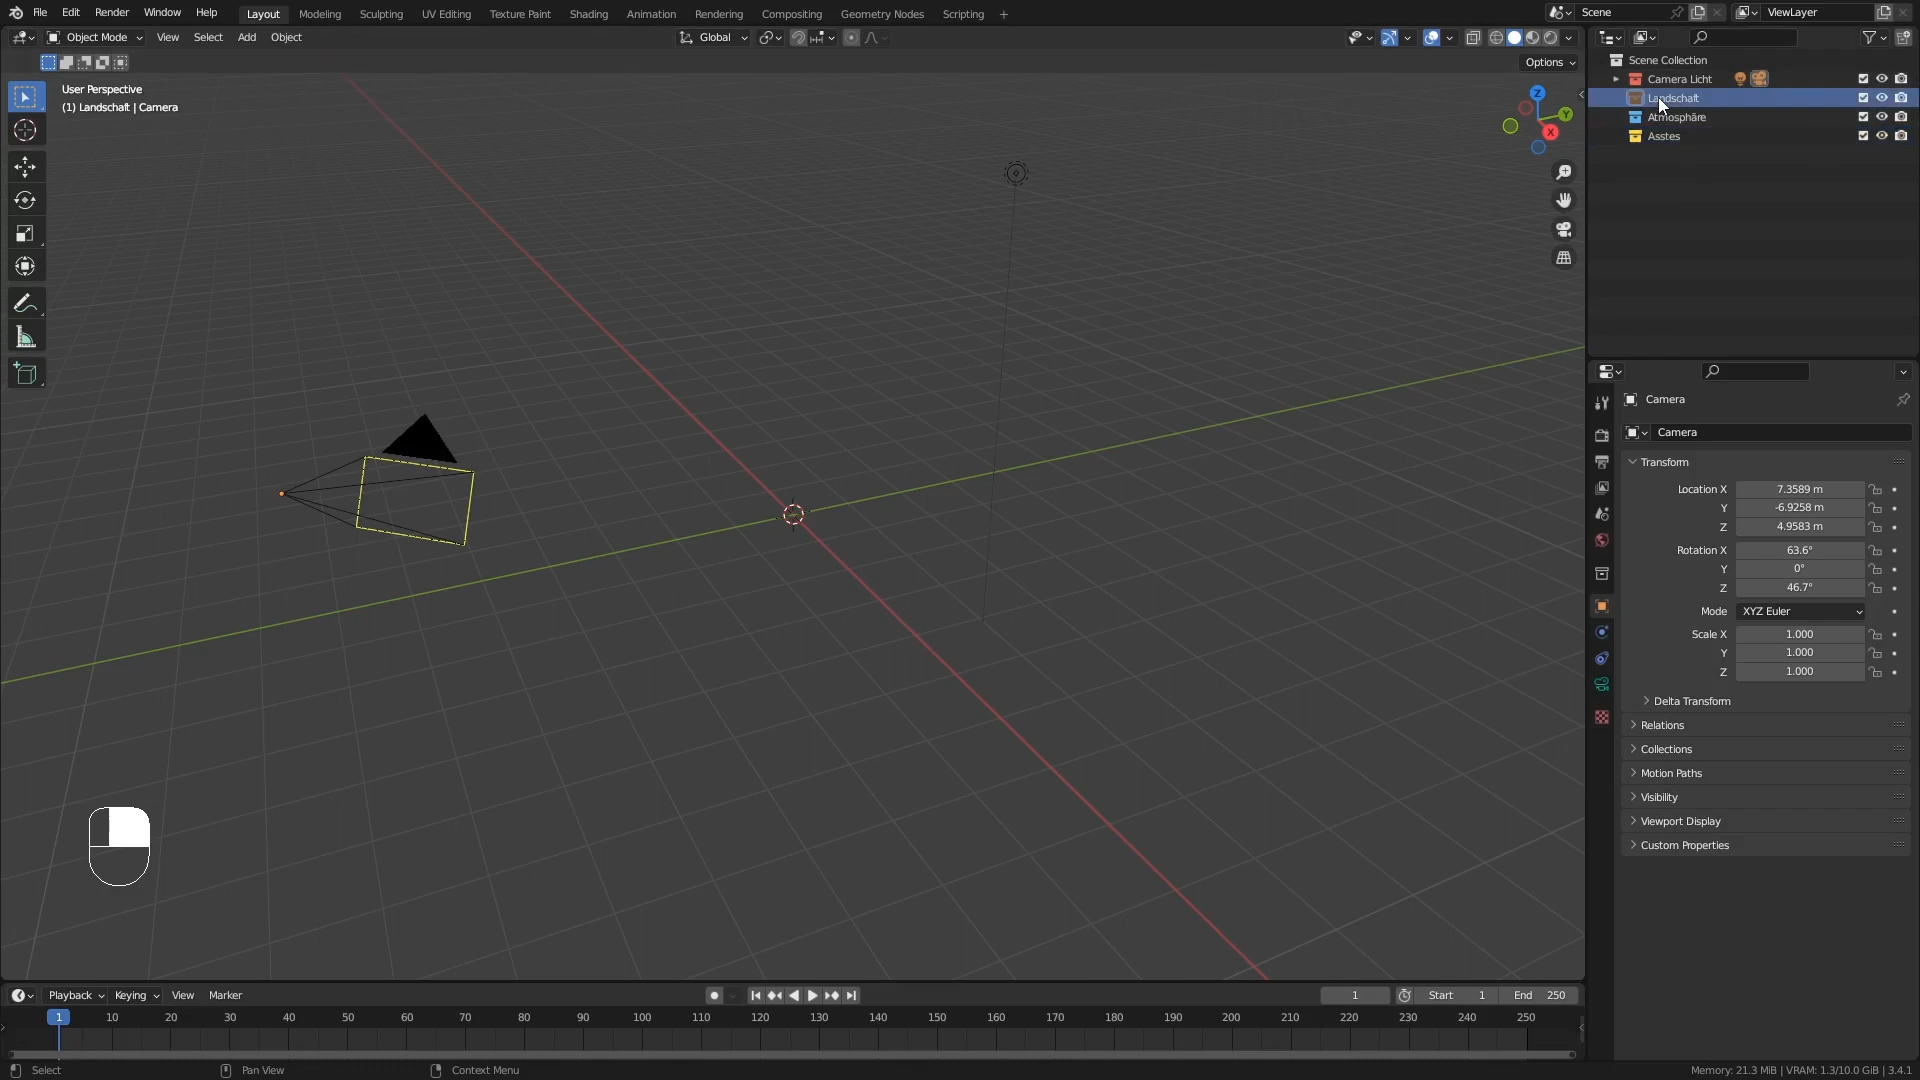 File Edit Render Window Help Layout Modeling Sculpting UV Editing Texture Paint Shading Animation Rendering Compositing Geometry Nodes Scripting + Scene ViewLayer
Object Mode View Select Add Object Global
Options
User Perspective
(1) Landschaft | Camera
Z
Y
X
Scene Collection
Camera Licht
Landschaft
Atmosphäre
Asstes
Camera
Camera
Transform
Location X 7.3589 m
Y -6.9258 m
Z 4.9583 m
Rotation X 63.6°
Y 0°
Z 46.7°
Mode XYZ Euler
Scale X 1.000
Y 1.000
Z 1.000
Delta Transform
Relations
Collections
Motion Paths
Visibility
Viewport Display
Custom Properties
Playback Keying View Marker 1 Start 1 End 250
1 10 20 30 40 50 60 70 80 90 100 110 120 130 140 150 160 170 180 190 200 210 220 230 240 250
Select Pan View Context Menu Memory: 21.3 MiB | VRAM: 1.3/10.0 GiB | 3.4.1